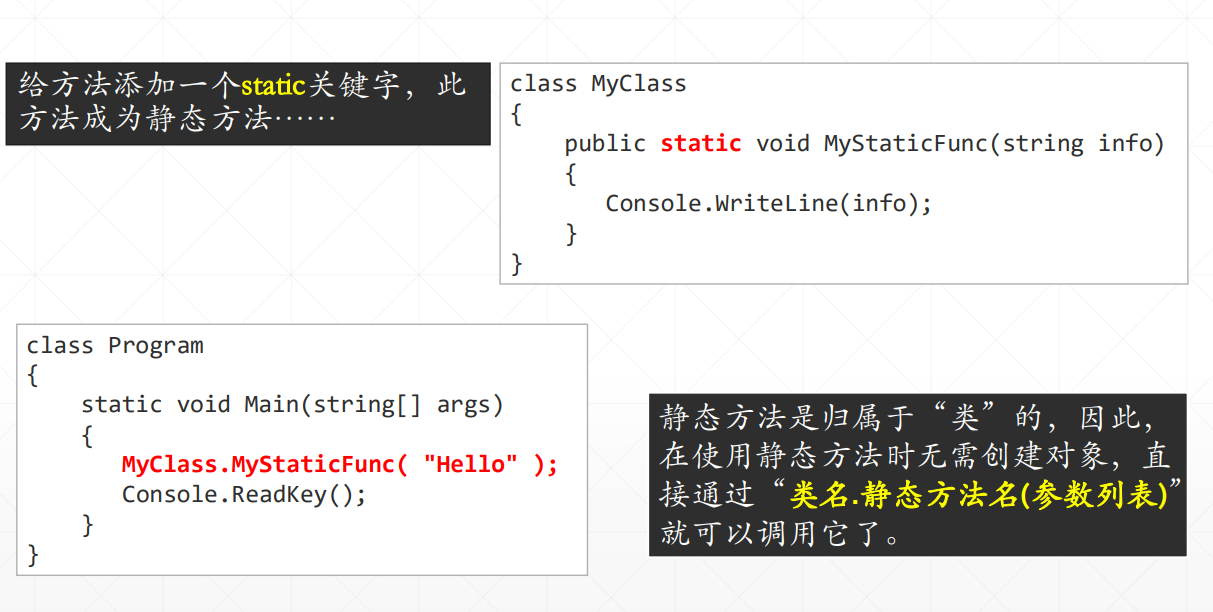 给方法添加一个static关键字，此
方法成为静态方法……
class MyClass
{
    public static void MyStaticFunc(string info)
    {
       Console.WriteLine(info);
    }
}
class Program
{
    static void Main(string[] args)
    {
       MyClass.MyStaticFunc( "Hello" );
       Console.ReadKey();
    }
}
静态方法是归属于“类”的，因此，
在使用静态方法时无需创建对象，直
接通过“类名.静态方法名(参数列表)”
就可以调用它了。